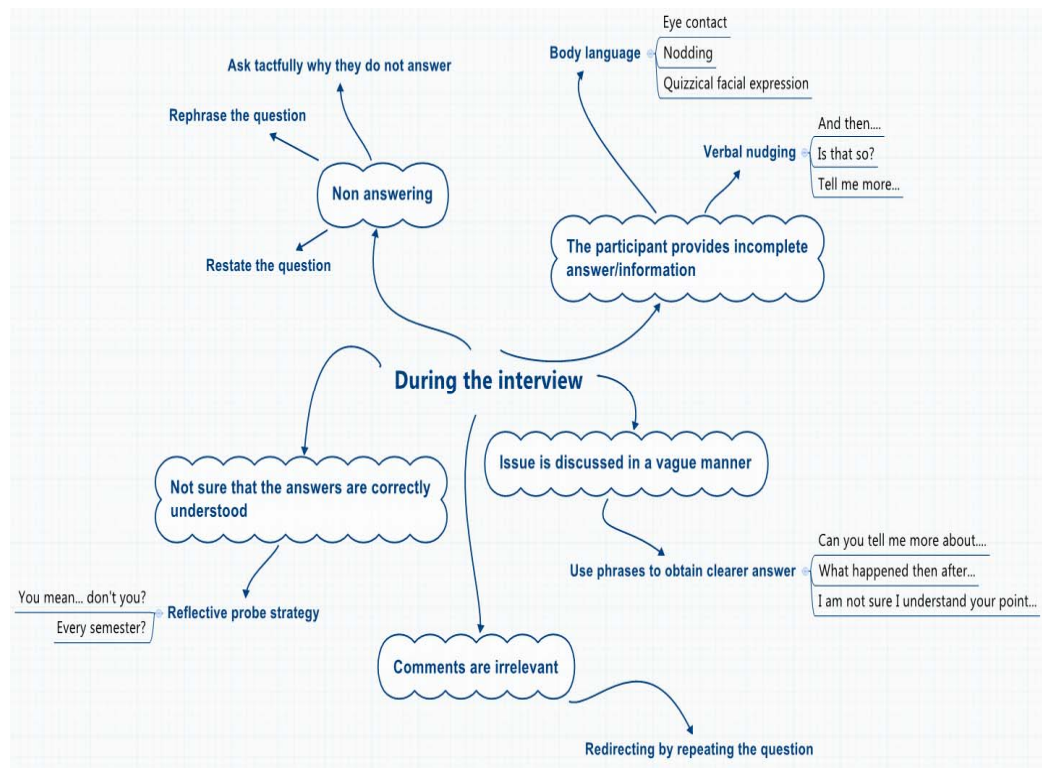 Eye contact
Body language
Nodding
Quizzical facial expression
Ask tactfully why they do not answer
Rephrase the question
And then....
Verbal nudging
Is that so?
Tell me more...
Non answering
The participant provides incomplete
answer/information
Restate the question
During the interview
Issue is discussed in a vague manner
Not sure that the answers are correctly
understood
Can you tell me more about....
Use phrases to obtain clearer answer
What happened then after...
I am not sure I understand your point...
You mean... don't you?
Reflective probe strategy
Every semester?
Comments are irrelevant
Redirecting by repeating the question